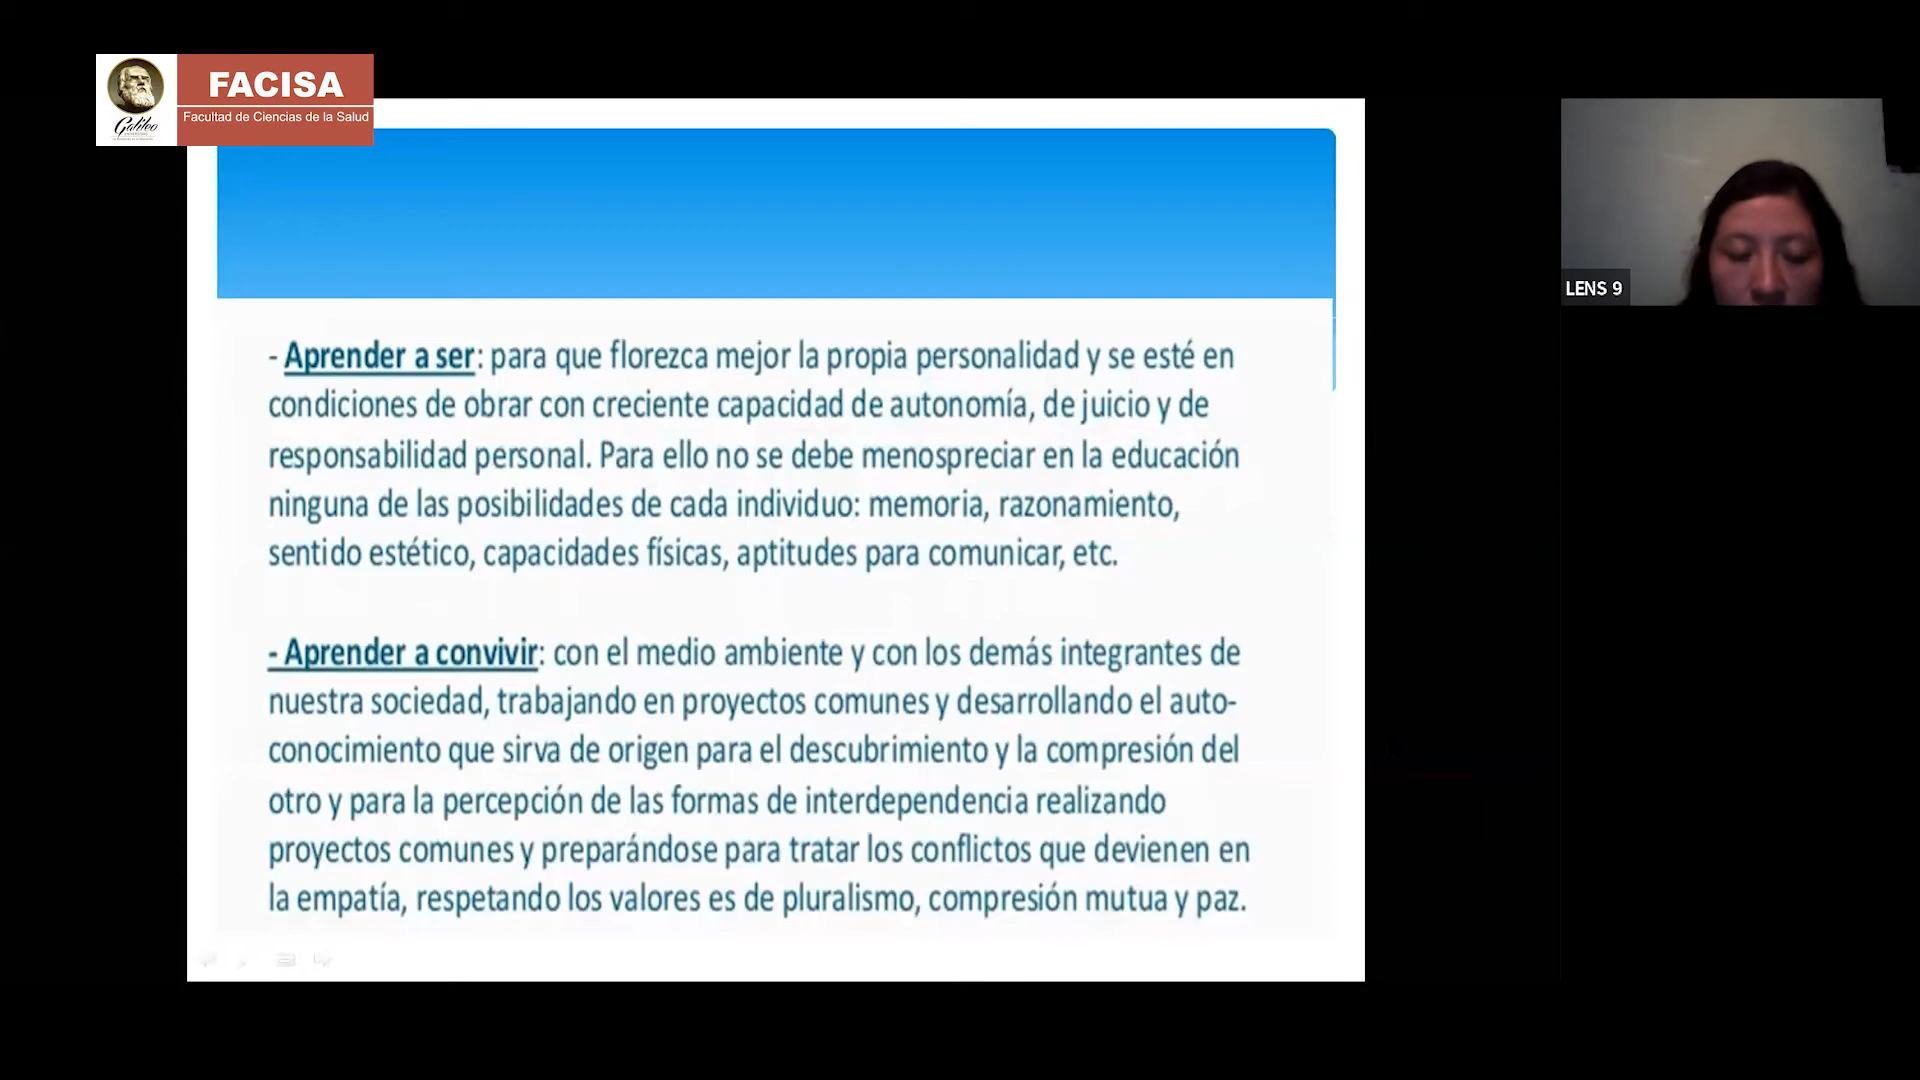 FACISA
Facultad de Ciencias de la Salud
Galileo
- Aprender a ser: para que florezca mejor la propia personalidad y se esté en
condiciones de obrar con creciente capacidad de autonomía, de juicio y de
responsabilidad personal. Para ello no se debe menospreciar en la educación
ninguna de las posibilidades de cada individuo: memoria, razonamiento,
sentido estético, capacidades físicas, aptitudes para comunicar, etc.
- Aprender a convivir: con el medio ambiente y con los demás integrantes de
nuestra sociedad, trabajando en proyectos comunes y desarrollando el auto-
conocimiento que sirva de origen para el descubrimiento y la compresión del
otro y para la percepción de las formas de interdependencia realizando
proyectos comunes y preparándose para tratar los conflictos que devienen en
la empatía, respetando los valores es de pluralismo, compresión mutua y paz.
LENS 9